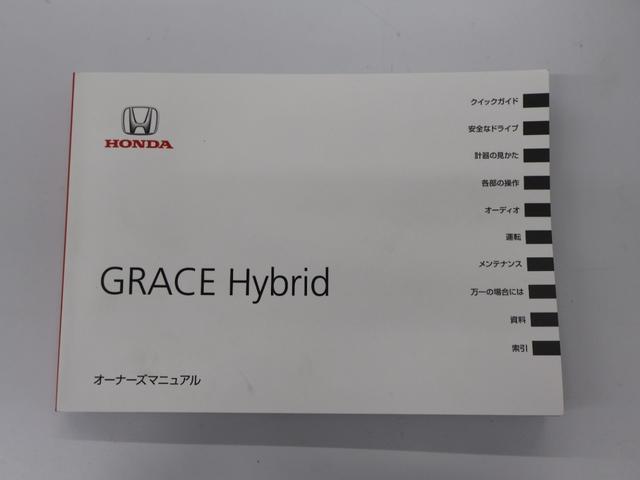 HONDA
GRACE Hybrid
オーナーズマニュアル
クイックガイド
安全なドライブ
計器の見かた
各部の操作
オーディオ
運転
メンテナンス
万一の場合には
資料
索引